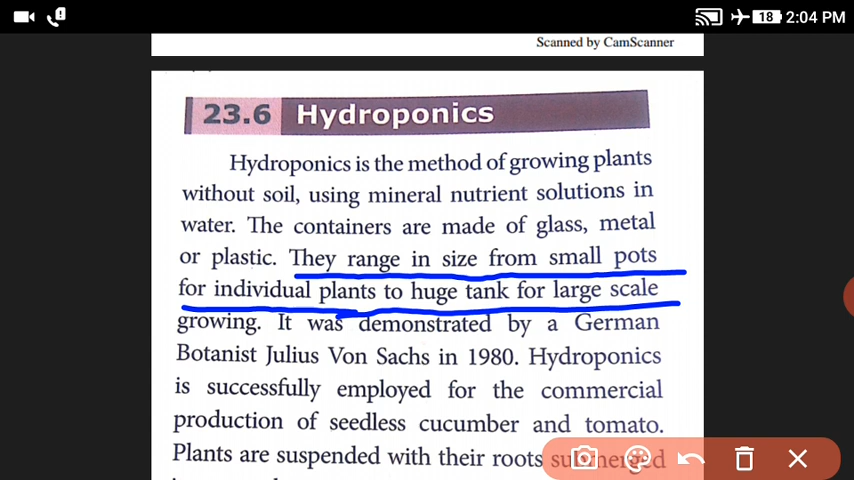 18 2:04 PM
Scanned by CamScanner
23.6 Hydroponics
Hydroponics is the method of growing plants
without soil, using mineral nutrient solutions in
water. The containers are made of glass, metal
or plastic. They range in size from small pots
for individual plants to huge tank for large scale
growing. It was demonstrated by a German
Botanist Julius Von Sachs in 1980. Hydroponics
is successfully employed for the commercial
production of seedless cucumber and tomato.
Plants are suspended with their roots submerged